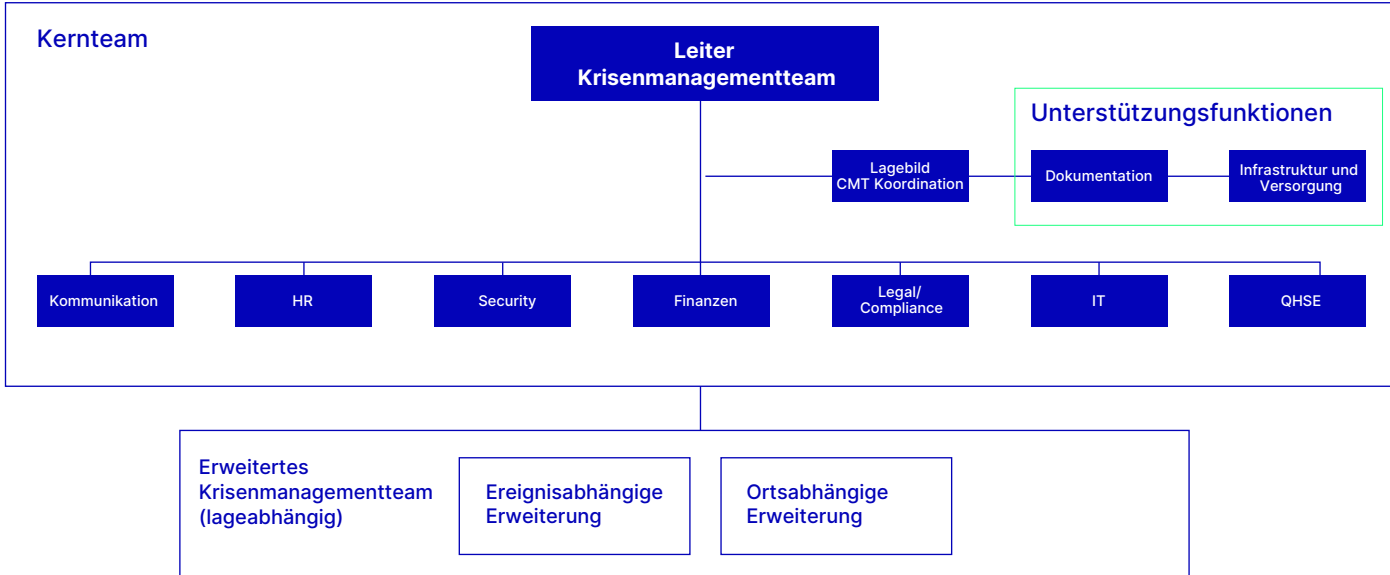 Kernteam
Leiter
Krisenmanagementteam
Unterstützungsfunktionen
Lagebild
CMT Koordination
Dokumentation
Infrastruktur und
Versorgung
Kommunikation
HR
Security
Finanzen
Legal/
Compliance
IT
QHSE
Erweitertes
Krisenmanagementteam
(lageabhängig)
Ereignisabhängige
Erweiterung
Ortsabhängige
Erweiterung